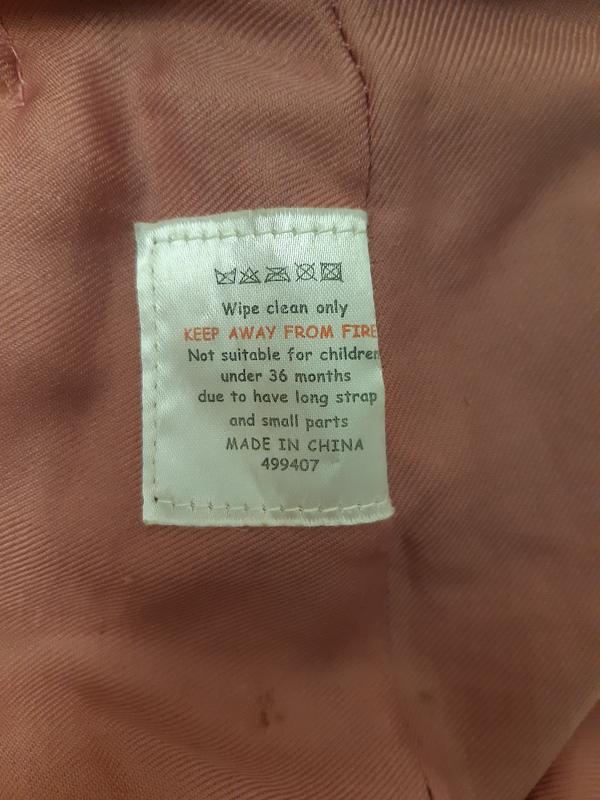 Wipe clean only
KEEP AWAY FROM FIRE
Not suitable for children
under 36 months
due to have long strap
and small parts
MADE IN CHINA
499407